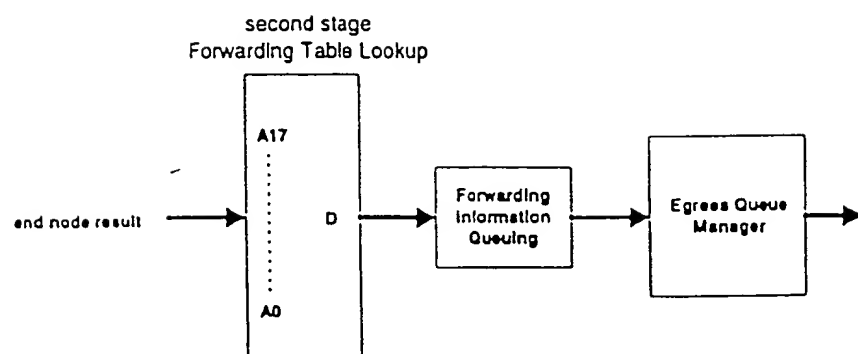 second stage
Forwarding Table Lookup
A17
end node result
D
A0
Forwarding
Information
Queuing
Egress Queue
Manager